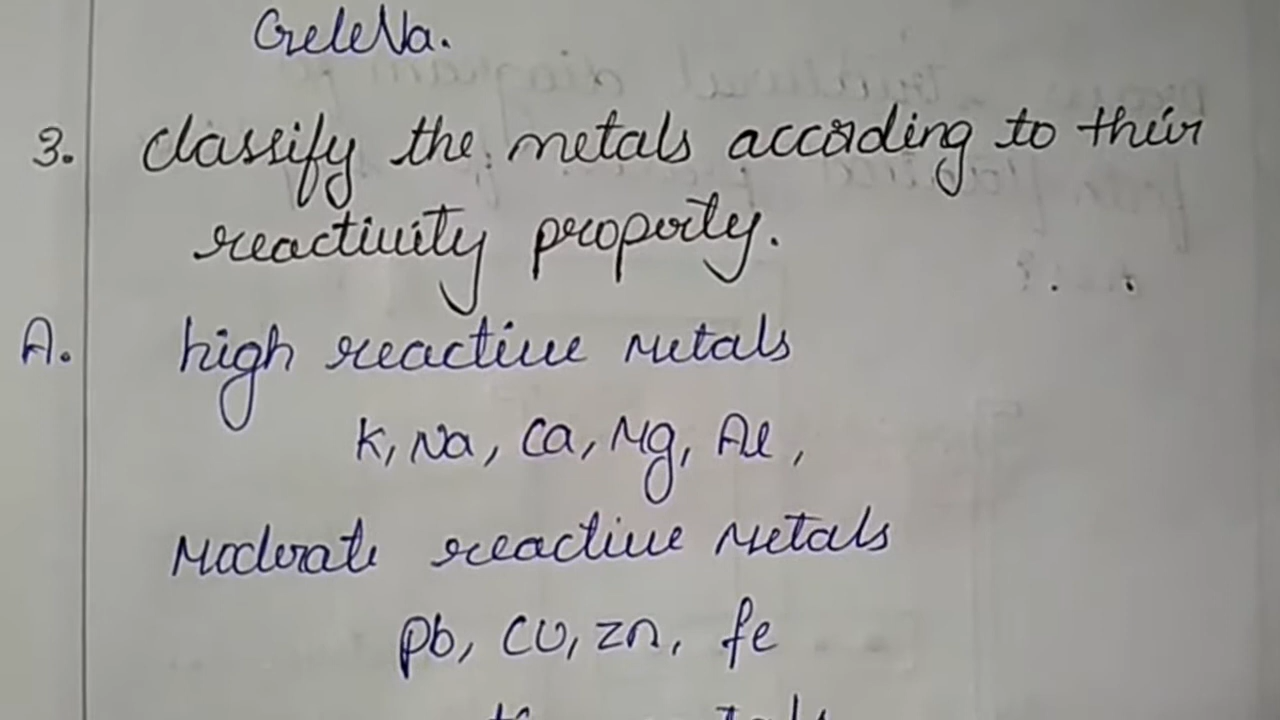 GeleNa.
3. classify the metals according to their
reactivity property.
A. high reactive metals
K, Na, Ca, Mg, Al,
Moderate reactive metals
Pb, CU, zn, fe